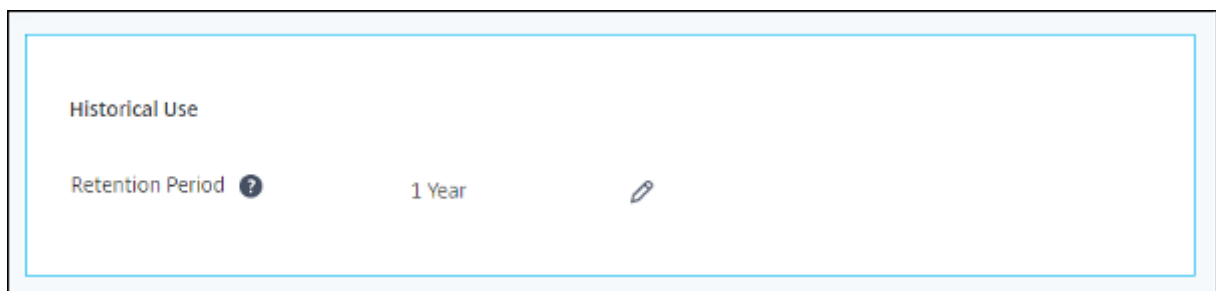 Historical Use
Retention Period ? 1 Year